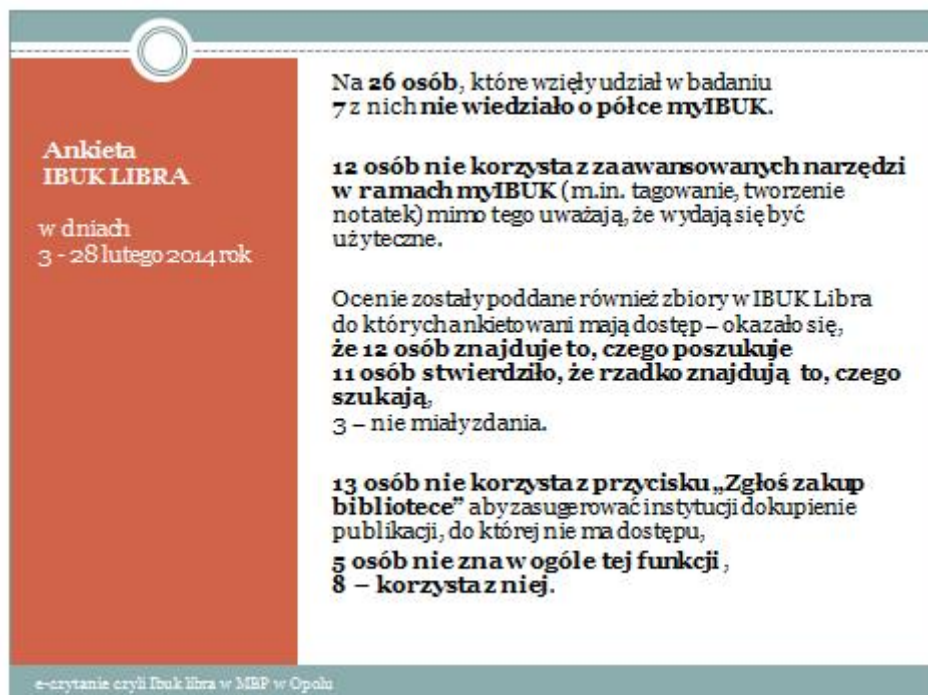 Ankieta
IBUK LIBRA
w dniach
3 - 28 lutego 2014 rok
Na 26 osób, które wzięły udział w badaniu
7 z nich nie wiedziało o półce myIBUK.
12 osób nie korzysta z zaawansowanych narzędzi
w ramach myIBUK (m.in. tagowanie, tworzenie
notatek) mimo tego uważają, że wydają się być
użyteczne.
Ocenie zostały poddane również zbiory w IBUK Libra
do których ankietowani mają dostęp – okazało się,
że 12 osób znajduje to, czego poszukuje
11 osób stwierdziło, że rzadko znajdują to, czego
szukają,
3 – nie miały zdania.
13 osób nie korzysta z przycisku „Zgłoś zakup
bibliotece” aby zasugerować instytucji dokupienie
publikacji, do której nie ma dostępu,
5 osób nie zna w ogóle tej funkcji ,
8 – korzysta z niej.
e-czytanie czyli Ibuk libra w MBP w Opolu